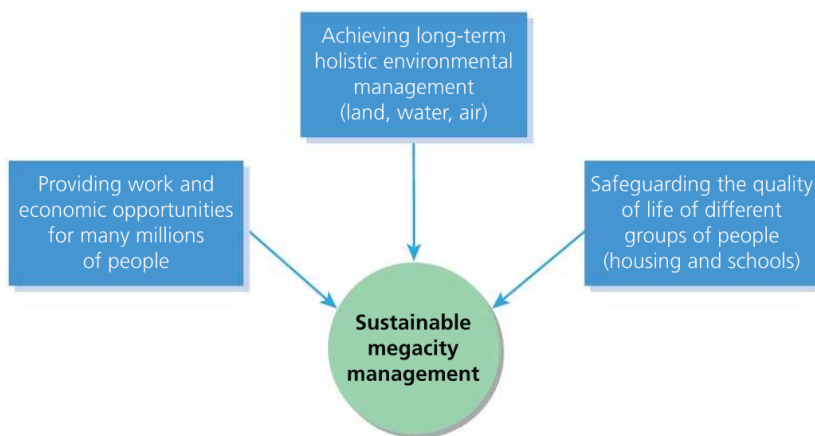 Achieving long-term
holistic environmental
management
(land, water, air)
Providing work and
economic opportunities
for many millions
of people
Safeguarding the quality
of life of different
groups of people
(housing and schools)
Sustainable
megacity
management